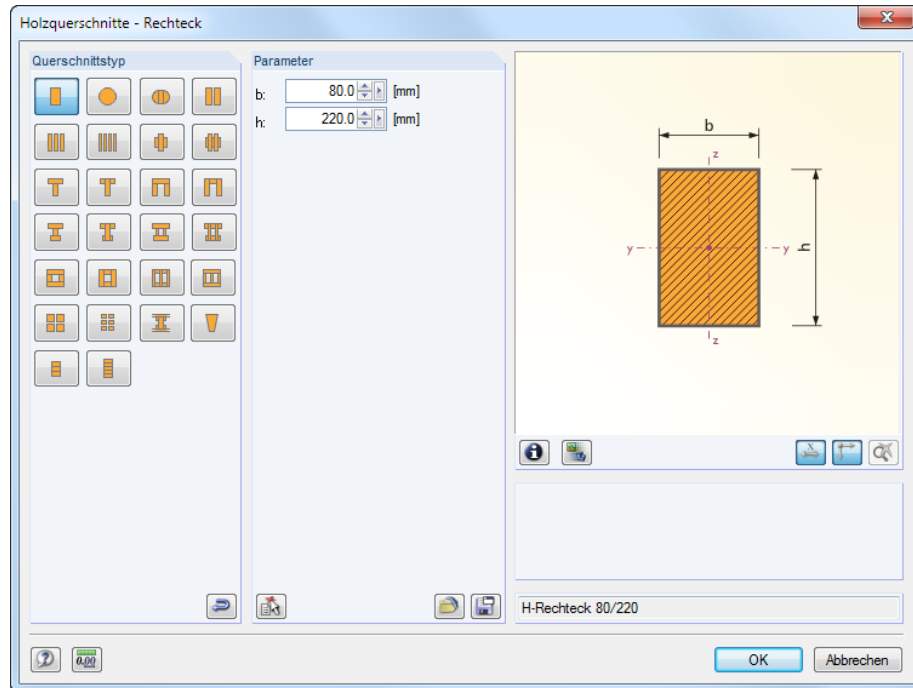 Holzquerschnitte - Rechteck
Querschnittstyp
Parameter
b: 80.0 [mm]
h: 220.0 [mm]
b
z
y
y
h
z
H-Rechteck 80/220
0.00
OK
Abbrechen